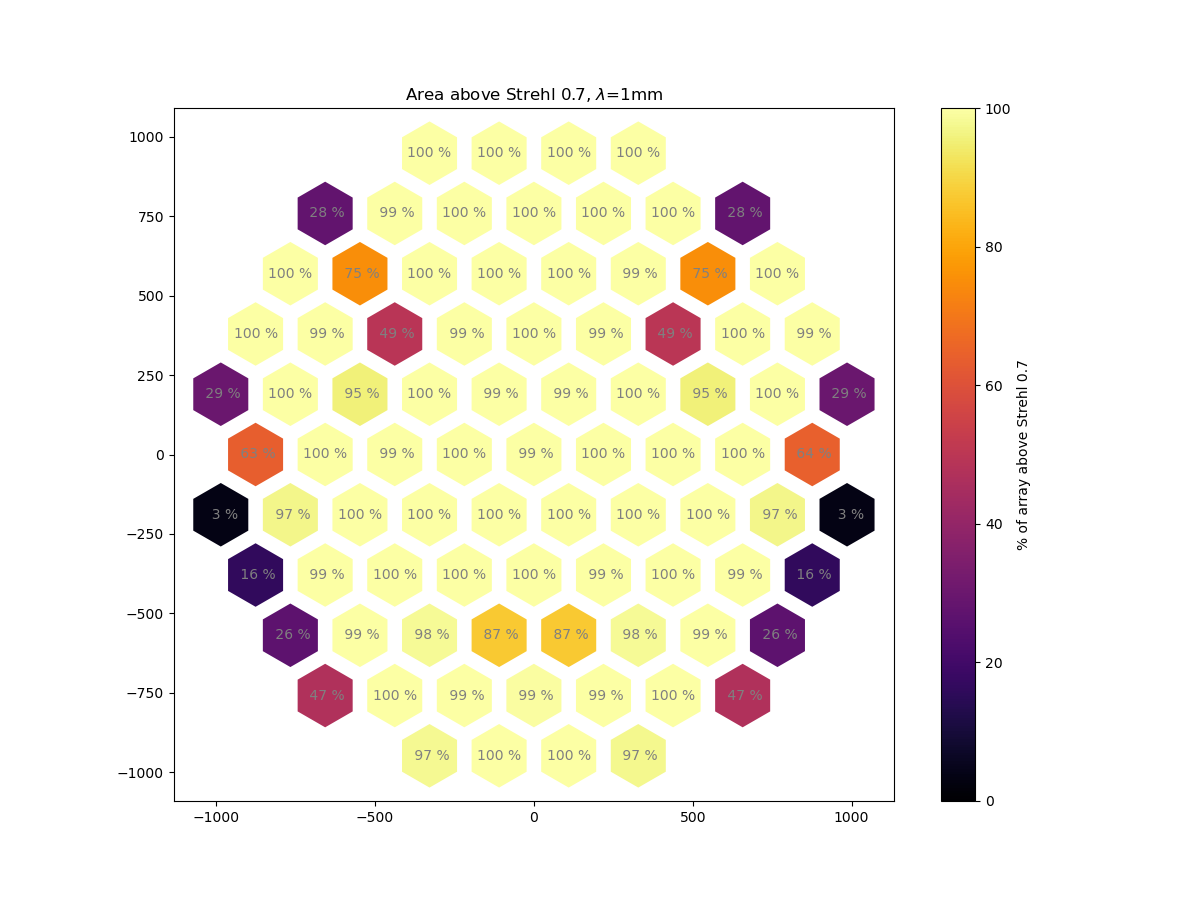 Area above Strehl 0.7, λ=1mm
1000
750
500
250
0
−250
−500
−750
−1000
−1000 −500 0 500 1000
100 % 100 % 100 % 100 %
28 % 99 % 100 % 100 % 100 % 100 % 28 %
100 % 75 % 100 % 100 % 100 % 99 % 75 % 100 %
100 % 99 % 49 % 99 % 100 % 99 % 49 % 100 % 99 %
29 % 100 % 95 % 100 % 99 % 99 % 100 % 95 % 100 % 29 %
100 % 99 % 100 % 99 % 100 % 100 % 100 % 64 %
3 % 97 % 100 % 100 % 100 % 100 % 100 % 100 % 97 % 3 %
16 % 99 % 100 % 100 % 100 % 99 % 100 % 99 % 16 %
26 % 99 % 98 % 87 % 87 % 98 % 99 % 26 %
47 % 100 % 99 % 99 % 99 % 100 % 47 %
97 % 100 % 100 % 97 %
100
80
60
40
20
0
% of array above Strehl 0.7